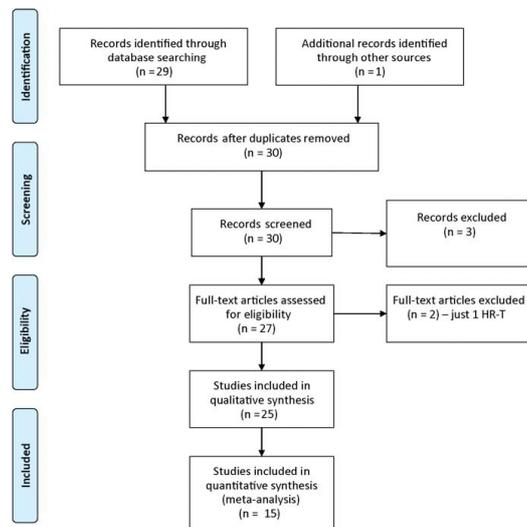 Identification
Records identified through
database searching
(n =29)
Additional records identified
through other sources
(n =1)
Records after duplicates removed
(n = 30)
Screening
Records screened
(n = 30)
Records excluded
(n = 3)
Eligibility
Full-text articles assessed
for eligibility
(n = 27)
Full-text articles excluded
(n = 2) – just 1 HR-T
Studies included in
qualitative synthesis
(n =25)
Included
Studies included in
quantitative synthesis
(meta-analysis)
(n = 15)